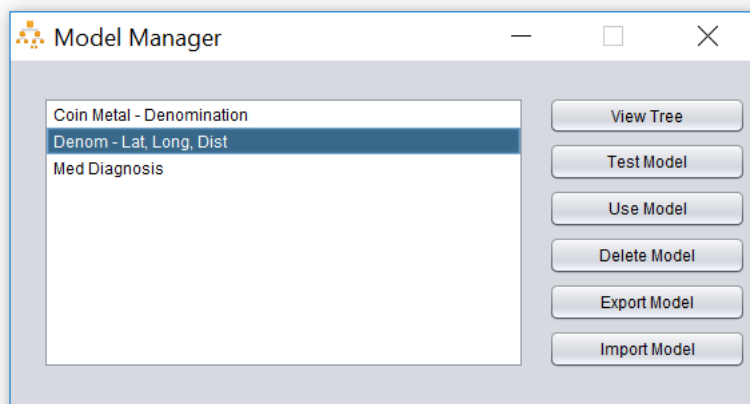 Model Manager
Coin Metal - Denomination
Denom - Lat, Long, Dist
Med Diagnosis
View Tree
Test Model
Use Model
Delete Model
Export Model
Import Model